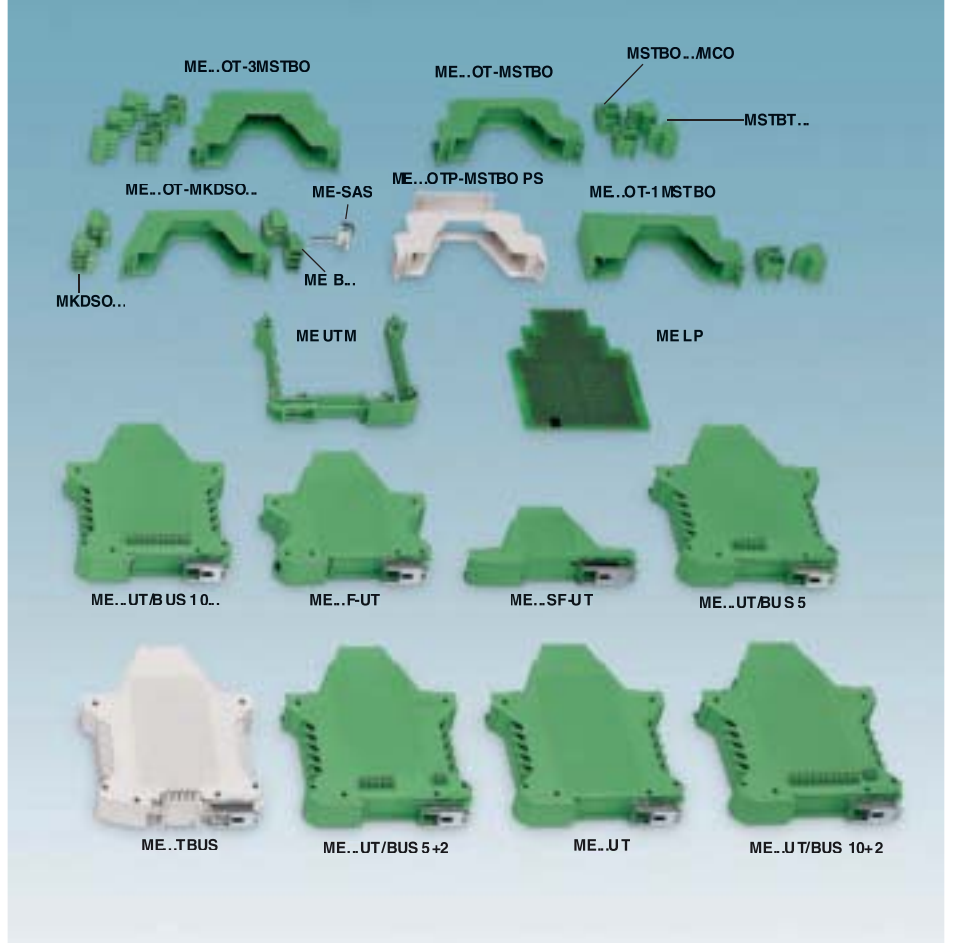 ME...OT-3MSTBO
ME...OT-MSTBO
MSTBO.../MCO
MSTBT...
ME...OT-MKDSO...
ME-SAS
ME...OTP-MSTBO PS
ME...OT-1MSTBO
ME B...
MKDSO...
ME UTM
ME LP
ME...UT/BUS 10...
ME...F-UT
ME...SF-UT
ME...UT/BUS 5
ME...TBUS
ME...UT/BUS 5+2
ME...UT
ME...UT/BUS 10+2